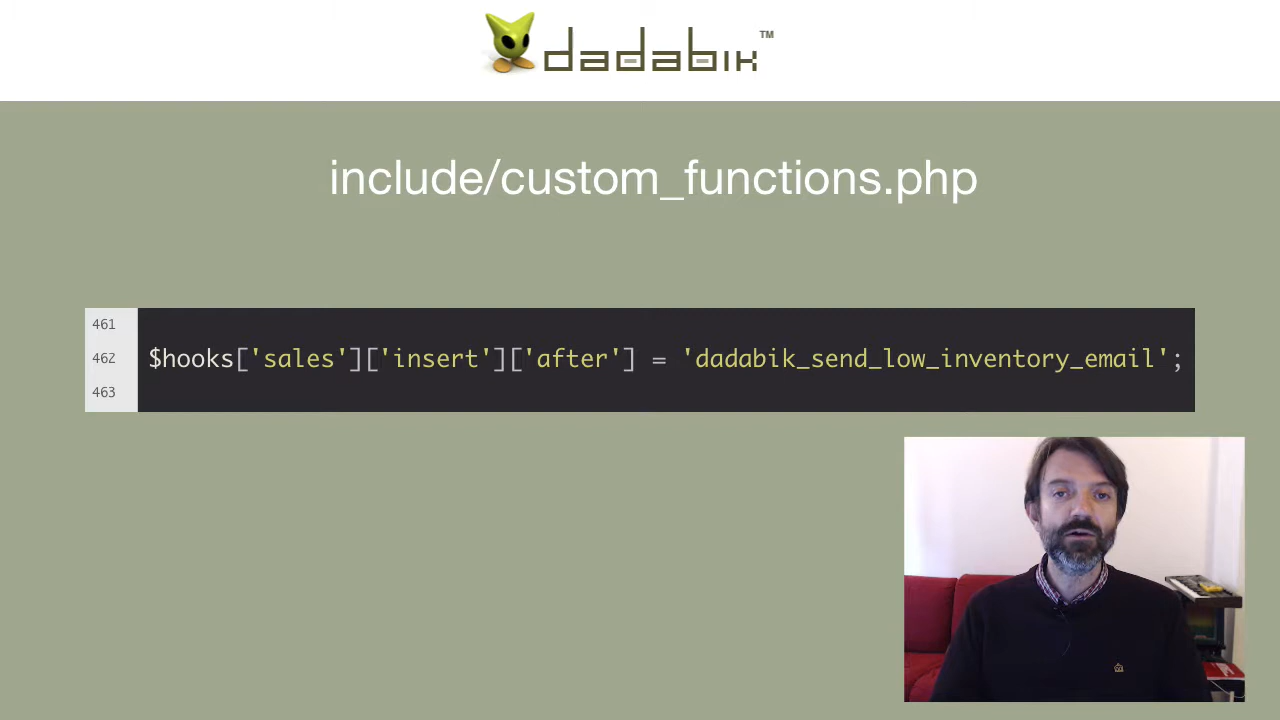 dadabik™
include/custom_functions.php
461
462 $hooks['sales']['insert']['after'] = 'dadabik_send_low_inventory_email';
463